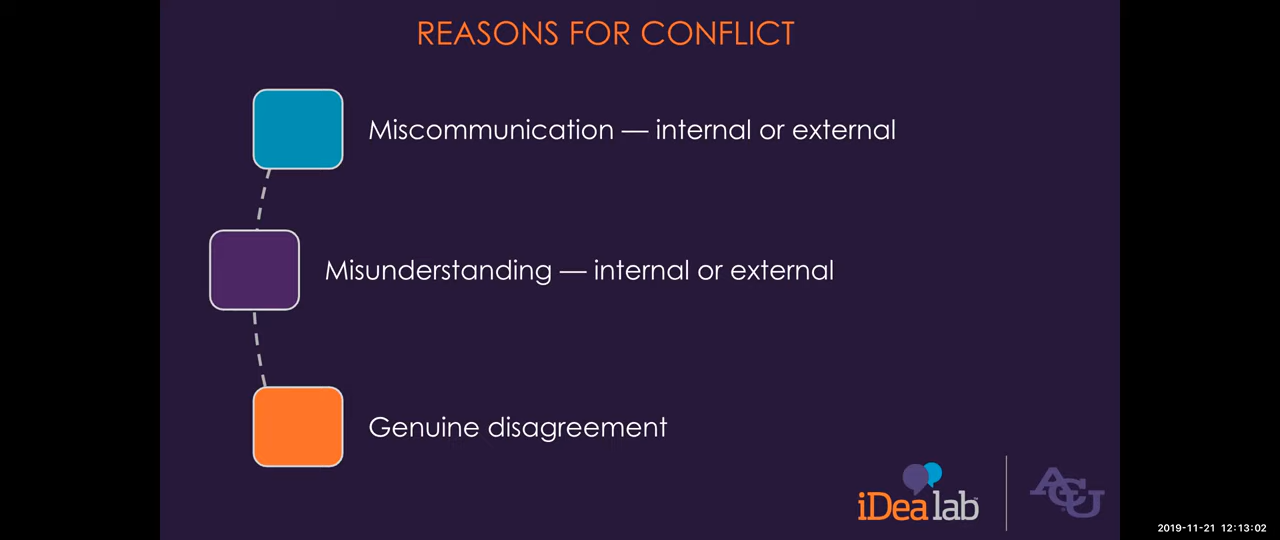 REASONS FOR CONFLICT
Miscommunication — internal or external
Misunderstanding — internal or external
Genuine disagreement
iDea lab™
ACU
2019-11-21 12:13:02